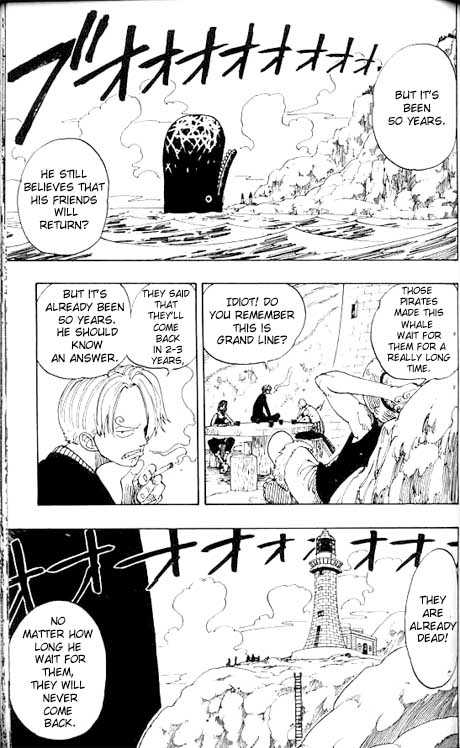 ブオオオオオオオオ
BUT IT'S
BEEN
50 YEARS.
HE STILL
BELIEVES THAT
HIS FRIENDS
WILL
RETURN?
THOSE
PIRATES
MADE THIS
WHALE
WAIT FOR
THEM FOR A
REALLY LONG
TIME.
IDIOT! DO
YOU REMEMBER
THIS IS
GRAND LINE?
THEY SAID
THAT
THEY'LL
COME
BACK
IN 2-3
YEARS.
BUT IT'S
ALREADY BEEN
50 YEARS.
HE SHOULD
KNOW
AN ANSWER.
オオオオオオオオ
THEY
ARE
ALREADY
DEAD!
NO
MATTER HOW
LONG HE
WAIT FOR
THEM,
THEY WILL
NEVER
COME
BACK.